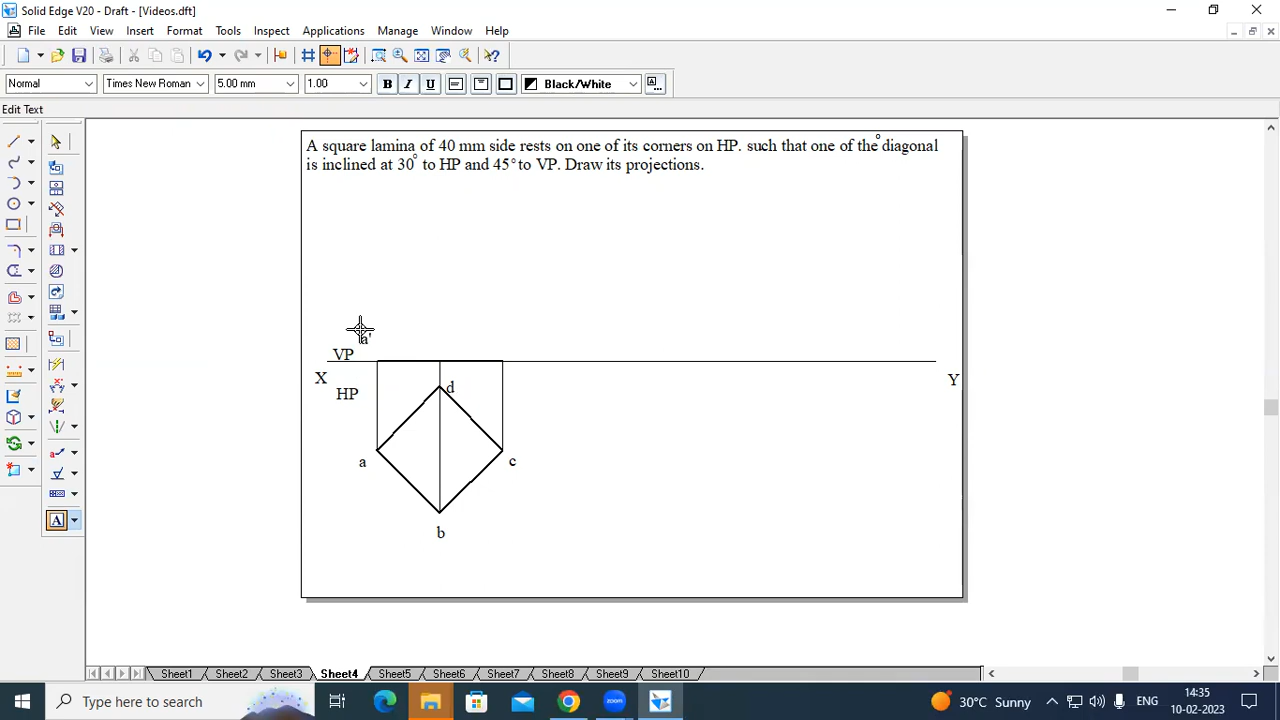 Solid Edge V20 - Draft - [Videos.dft]
File Edit View Insert Format Tools Inspect Applications Manage Window Help
Normal Times New Roman 5.00 mm 1.00 B I U Black/White
Edit Text
A square lamina of 40 mm side rests on one of its corners on HP. such that one of the° diagonal
is inclined at 30° to HP and 45° to VP. Draw its projections.
a'
VP
X
Y
HP
d
a
c
b
A
Sheet1 Sheet2 Sheet3 Sheet4 Sheet5 Sheet6 Sheet7 Sheet8 Sheet9 Sheet10
Type here to search
zoom
30°C Sunny
ENG
14:35
10-02-2023